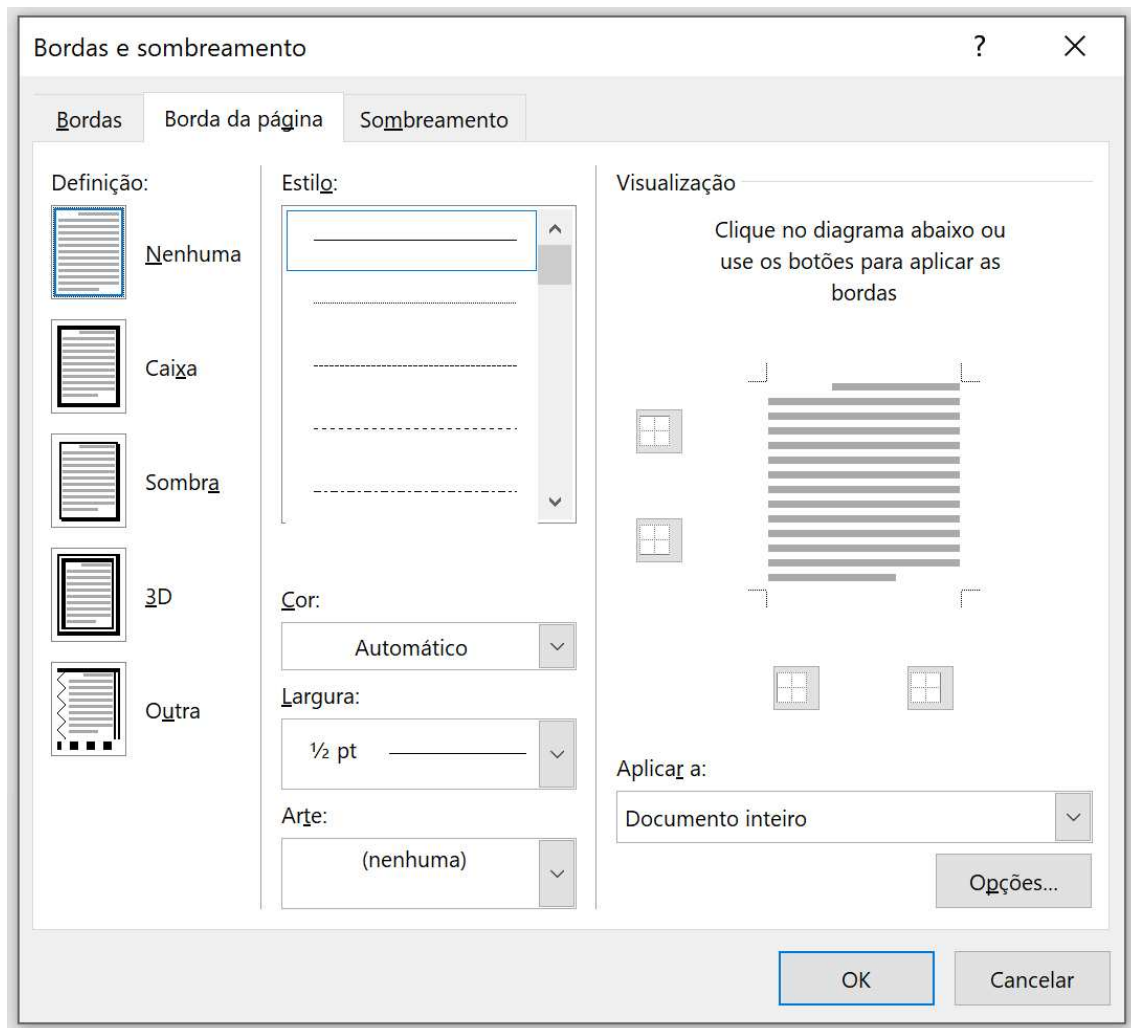 Bordas e sombreamento
?
Bordas
Borda da página
Sombreamento
Definição:
Nenhuma
Caixa
Sombra
3D
Outra
Estilo:
Cor:
Automático
Largura:
½ pt
Arte:
(nenhuma)
Visualização
Clique no diagrama abaixo ou
use os botões para aplicar as
bordas
Aplicar a:
Documento inteiro
Opções...
OK
Cancelar